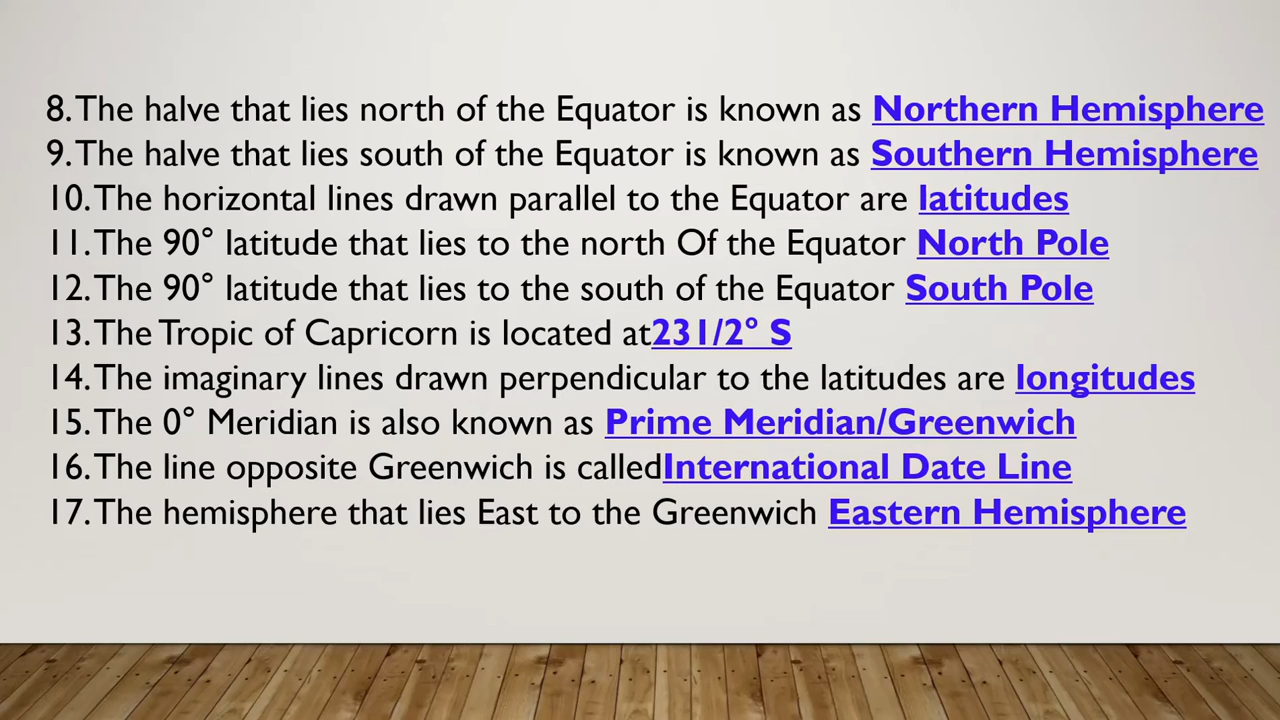 8.The halve that lies north of the Equator is known as Northern Hemisphere
9.The halve that lies south of the Equator is known as Southern Hemisphere
10.The horizontal lines drawn parallel to the Equator are latitudes
11.The 90° latitude that lies to the north Of the Equator North Pole
12.The 90° latitude that lies to the south of the Equator South Pole
13.The Tropic of Capricorn is located at231/2° S
14.The imaginary lines drawn perpendicular to the latitudes are longitudes
15.The 0° Meridian is also known as Prime Meridian/Greenwich
16.The line opposite Greenwich is calledInternational Date Line
17.The hemisphere that lies East to the Greenwich Eastern Hemisphere